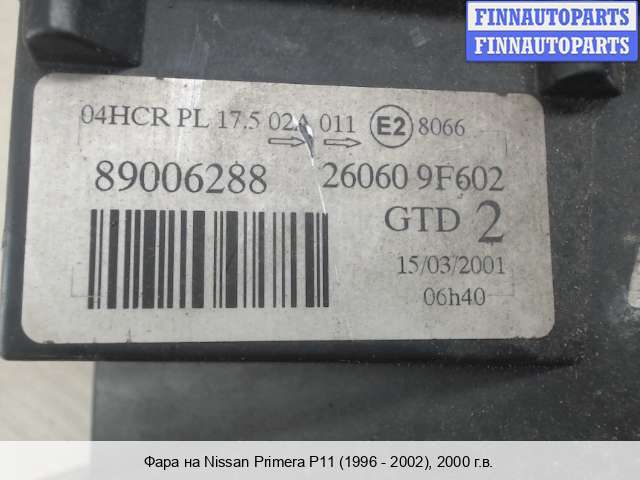 FINNAUTOPARTS
FINNAUTOPARTS
04HCR PL 17.5 02A 011 E2 8066
89006288 26060 9F602
GTD 2
15/03/2001
06h40
Фара на Nissan Primera P11 (1996 - 2002), 2000 г.в.